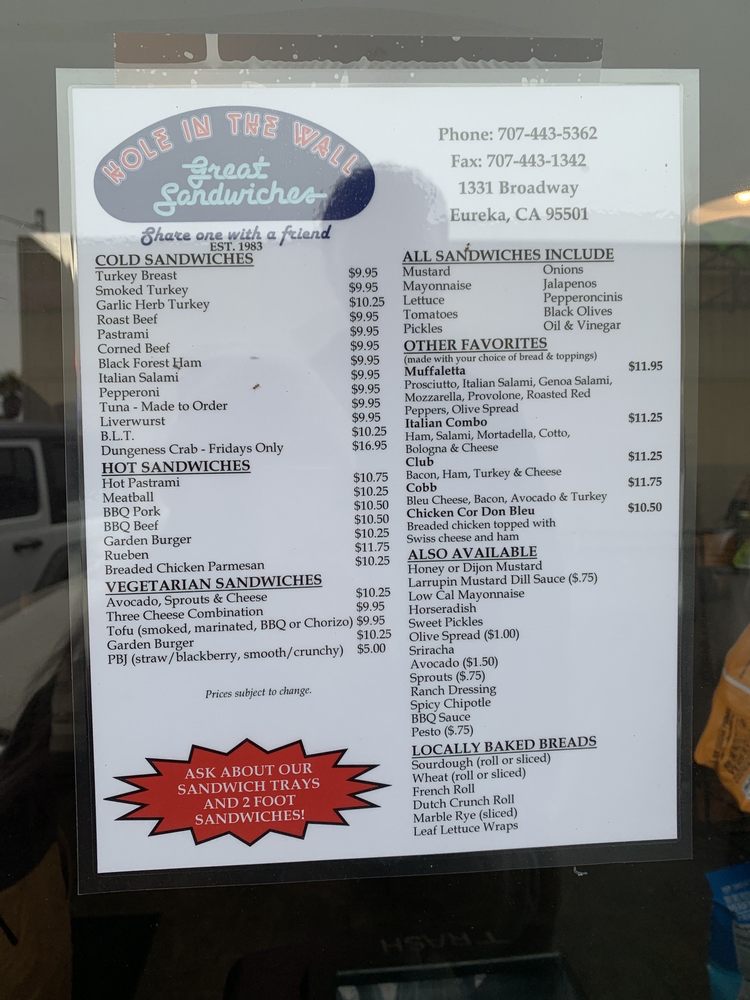 HOLE IN THE WALL
Great
Sandwiches
Share one with a friend
EST. 1983
Phone: 707-443-5362
Fax: 707-443-1342
1331 Broadway
Eureka, CA 95501
COLD SANDWICHES
Turkey Breast $9.95
Smoked Turkey $9.95
Garlic Herb Turkey $10.25
Roast Beef $9.95
Pastrami $9.95
Corned Beef $9.95
Black Forest Ham $9.95
Italian Salami $9.95
Pepperoni $9.95
Tuna - Made to Order $9.95
Liverwurst $9.95
B.L.T. $10.25
Dungeness Crab - Fridays Only $16.95
HOT SANDWICHES
Hot Pastrami $10.75
Meatball $10.25
BBQ Pork $10.50
BBQ Beef $10.50
Garden Burger $10.25
Rueben $11.75
Breaded Chicken Parmesan $10.25
VEGETARIAN SANDWICHES
Avocado, Sprouts & Cheese $10.25
Three Cheese Combination $9.95
Tofu (smoked, marinated, BBQ or Chorizo) $9.95
Garden Burger $10.25
PBJ (straw/blackberry, smooth/crunchy) $5.00
Prices subject to change.
ASK ABOUT OUR
SANDWICH TRAYS
AND 2 FOOT
SANDWICHES!
ALL SANDWICHES INCLUDE
Mustard Onions
Mayonnaise Jalapenos
Lettuce Pepperoncinis
Tomatoes Black Olives
Pickles Oil & Vinegar
OTHER FAVORITES
(made with your choice of bread & toppings)
Muffaletta $11.95
Prosciutto, Italian Salami, Genoa Salami,
Mozzarella, Provolone, Roasted Red
Peppers, Olive Spread
Italian Combo $11.25
Ham, Salami, Mortadella, Cotto,
Bologna & Cheese
Club $11.25
Bacon, Ham, Turkey & Cheese
Cobb $11.75
Bleu Cheese, Bacon, Avocado & Turkey
Chicken Cor Don Bleu $10.50
Breaded chicken topped with
Swiss cheese and ham
ALSO AVAILABLE
Honey or Dijon Mustard
Larrupin Mustard Dill Sauce ($.75)
Low Cal Mayonnaise
Horseradish
Sweet Pickles
Olive Spread ($1.00)
Sriracha
Avocado ($1.50)
Sprouts ($.75)
Ranch Dressing
Spicy Chipotle
BBQ Sauce
Pesto ($.75)
LOCALLY BAKED BREADS
Sourdough (roll or sliced)
Wheat (roll or sliced)
French Roll
Dutch Crunch Roll
Marble Rye (sliced)
Leaf Lettuce Wraps
TRASH